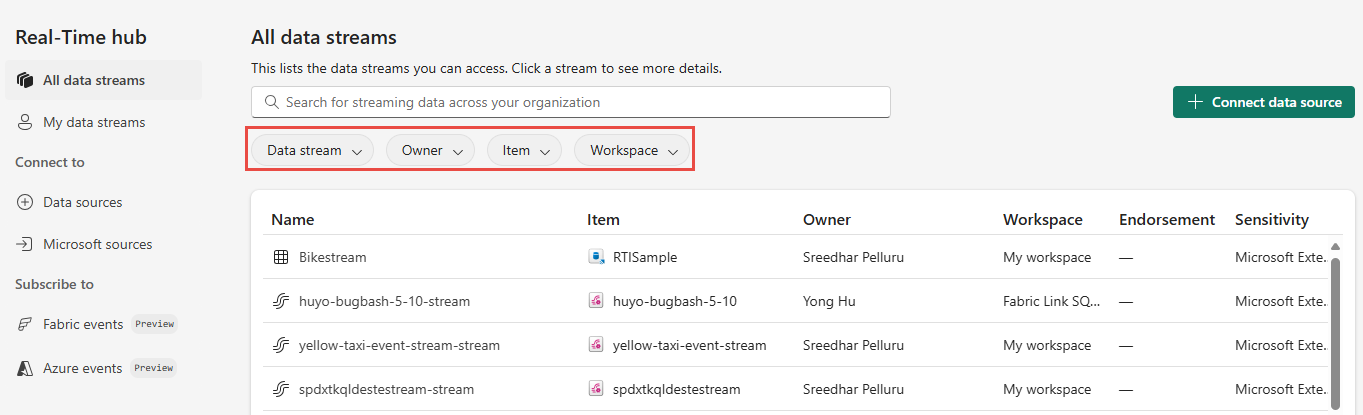 Real-Time hub
All data streams
My data streams
Connect to
Data sources
Microsoft sources
Subscribe to
Fabric events Preview
Azure events Preview
All data streams
This lists the data streams you can access. Click a stream to see more details.
Search for streaming data across your organization
Connect data source
Data stream Owner Item Workspace
Name Item Owner Workspace Endorsement Sensitivity
Bikestream RTISample Sreedhar Pelluru My workspace — Microsoft Exte...
huyo-bugbash-5-10-stream huyo-bugbash-5-10 Yong Hu Fabric Link SQ... — Microsoft Exte...
yellow-taxi-event-stream-stream yellow-taxi-event-stream Sreedhar Pelluru My workspace — Microsoft Exte...
spdxtkqldestestream-stream spdxtkqldestestream Sreedhar Pelluru My workspace — Microsoft Exte...